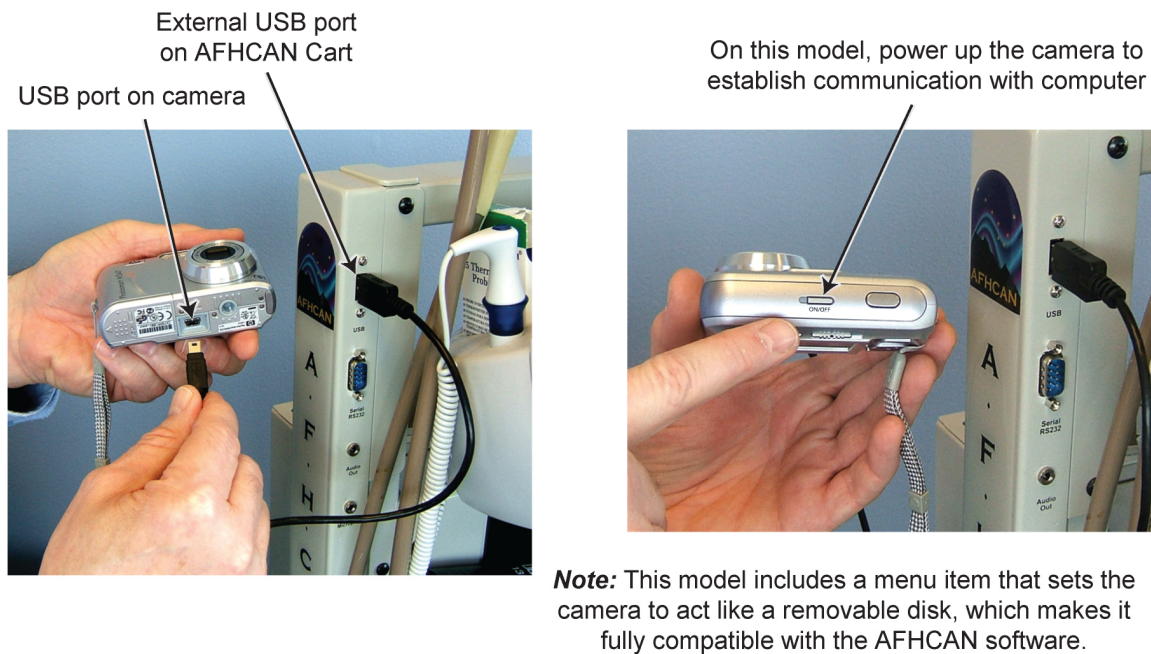 External USB port
on AFHCAN Cart
USB port on camera
On this model, power up the camera to
establish communication with computer
AFHCAN
USB
Serial
RS232
Audio
Out
A
·
F
·
H
·
C
5 Therm
Prob
ON/OFF
AFHCAN
USB
Serial
RS232
Audio
Out
A
·
F
·
Note: This model includes a menu item that sets the
camera to act like a removable disk, which makes it
fully compatible with the AFHCAN software.